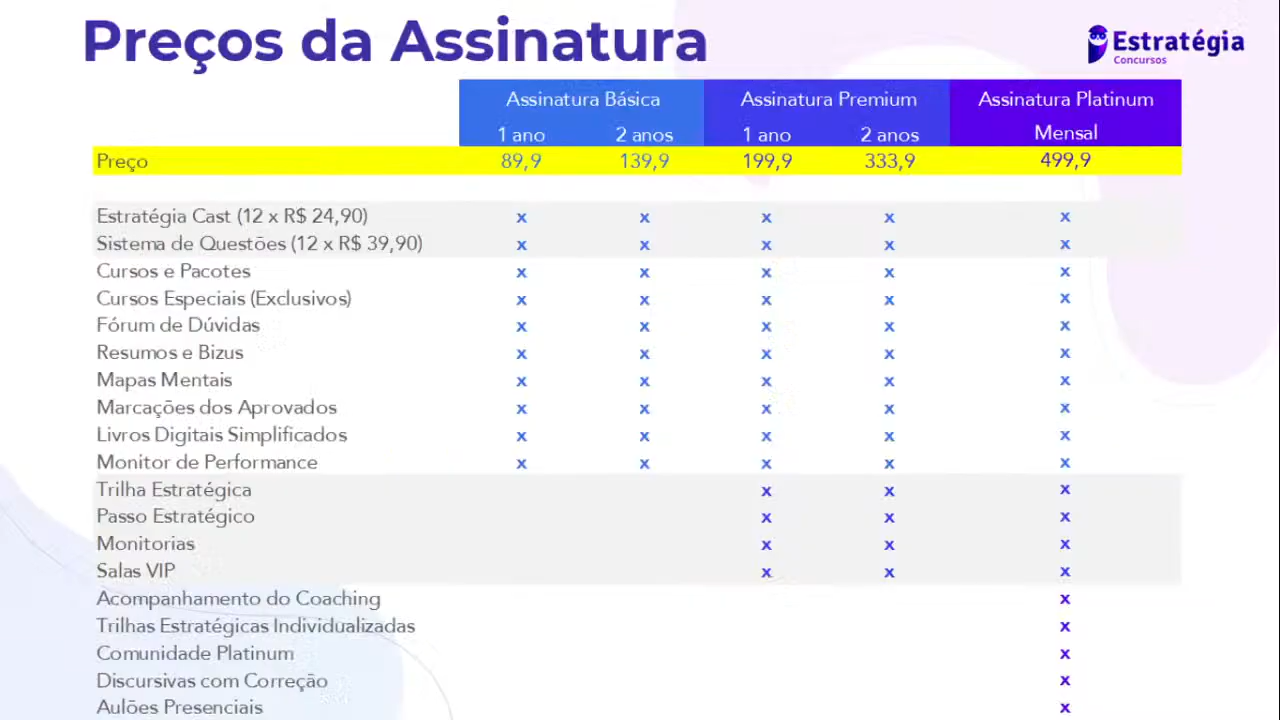 Preços da Assinatura
Estratégia
Concursos
Assinatura Básica Assinatura Premium Assinatura Platinum
1 ano 2 anos 1 ano 2 anos Mensal
Preço 89,9 139,9 199,9 333,9 499,9
Estratégia Cast (12 x R$ 24,90) x x x x x
Sistema de Questões (12 x R$ 39,90) x x x x x
Cursos e Pacotes x x x x x
Cursos Especiais (Exclusivos) x x x x x
Fórum de Dúvidas x x x x x
Resumos e Bizus x x x x x
Mapas Mentais x x x x x
Marcações dos Aprovados x x x x x
Livros Digitais Simplificados x x x x x
Monitor de Performance x x x x x
Trilha Estratégica x x x
Passo Estratégico x x x
Monitorias x x x
Salas VIP x x x
Acompanhamento do Coaching x
Trilhas Estratégicas Individualizadas x
Comunidade Platinum x
Discursivas com Correção x
Aulões Presenciais x